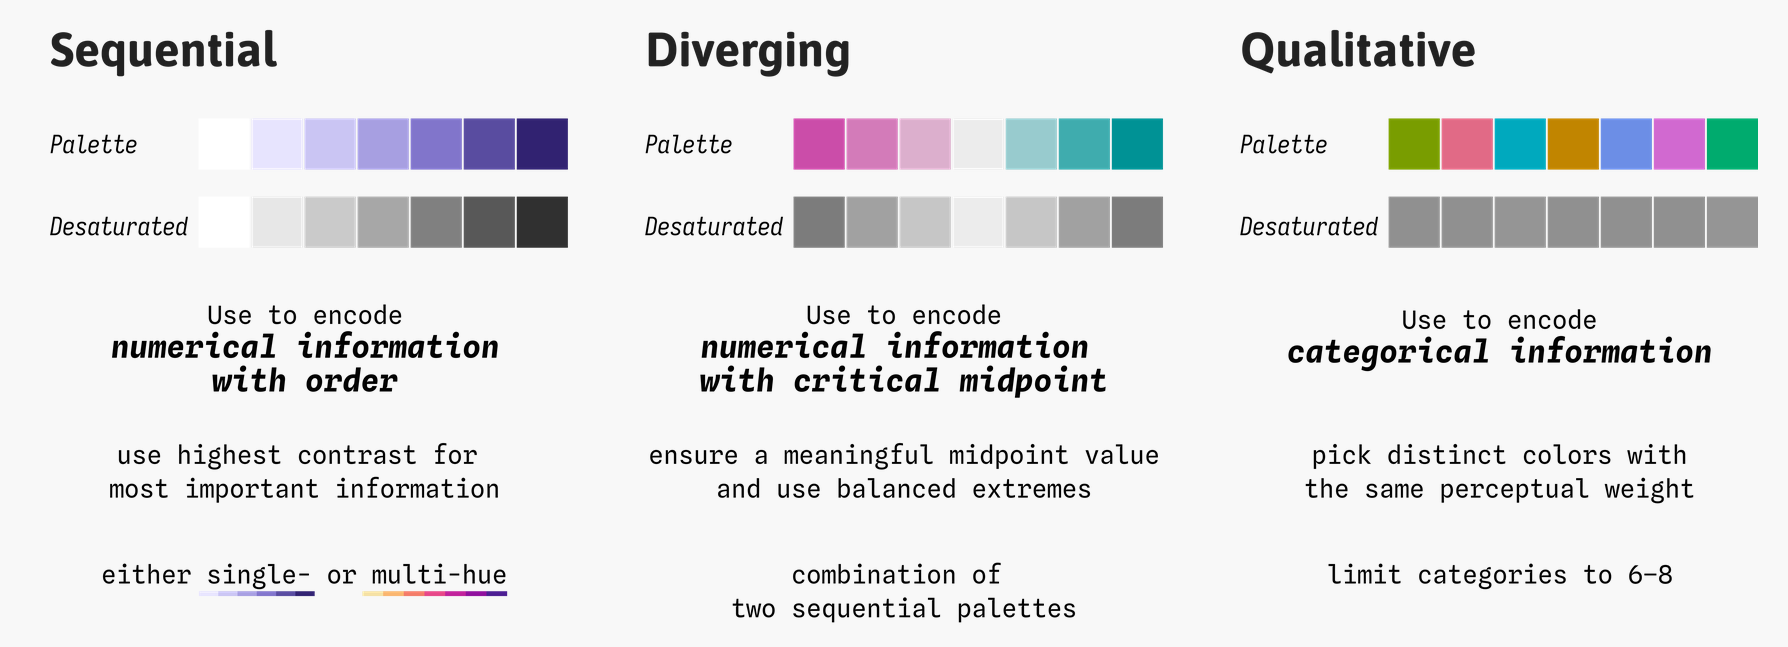 Sequential
Palette
Desaturated
Use to encode
numerical information
with order
use highest contrast for
most important information
either single- or multi-hue
Diverging
Palette
Desaturated
Use to encode
numerical information
with critical midpoint
ensure a meaningful midpoint value
and use balanced extremes
combination of
two sequential palettes
Qualitative
Palette
Desaturated
Use to encode
categorical information
pick distinct colors with
the same perceptual weight
limit categories to 6–8